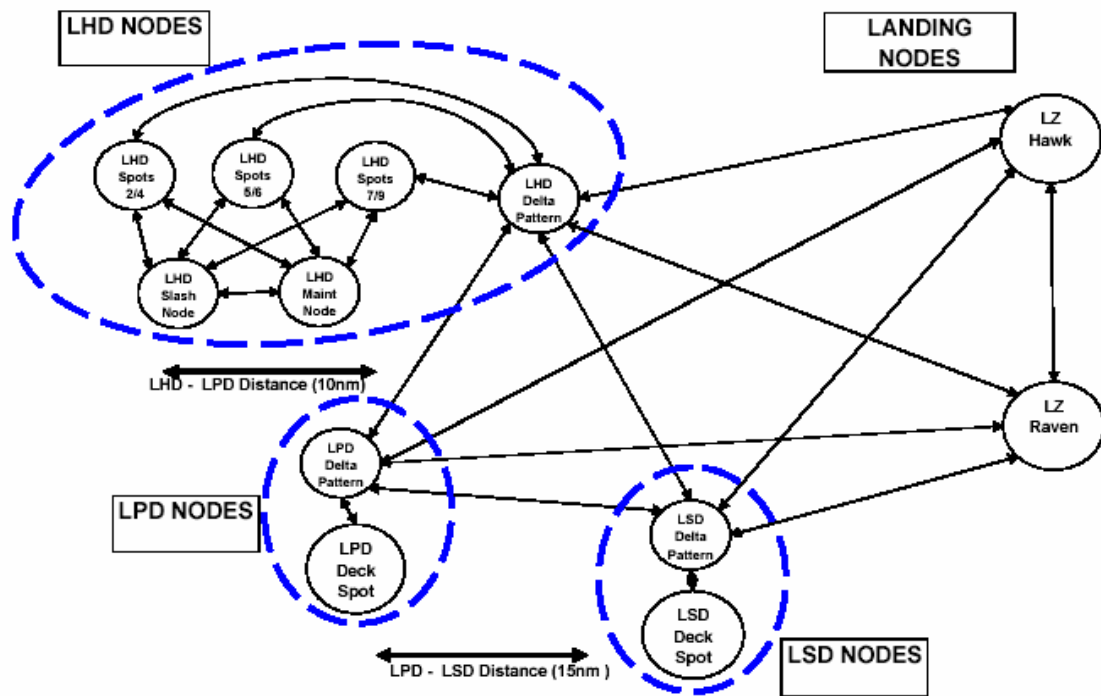 LHD NODES
LANDING
NODES
LZ
Hawk
LHD
Spots
2/4
LHD
Spots
5/6
LHD
Spots
7/9
LHD
Delta
Pattern
LHD
Slash
Node
LHD
Maint
Node
LHD - LPD Distance (10nm)
LZ
Raven
LPD
Delta
Pattern
LPD NODES
LPD
Deck
Spot
LSD
Delta
Pattern
LSD
Deck
Spot
LPD - LSD Distance (15nm )
LSD NODES